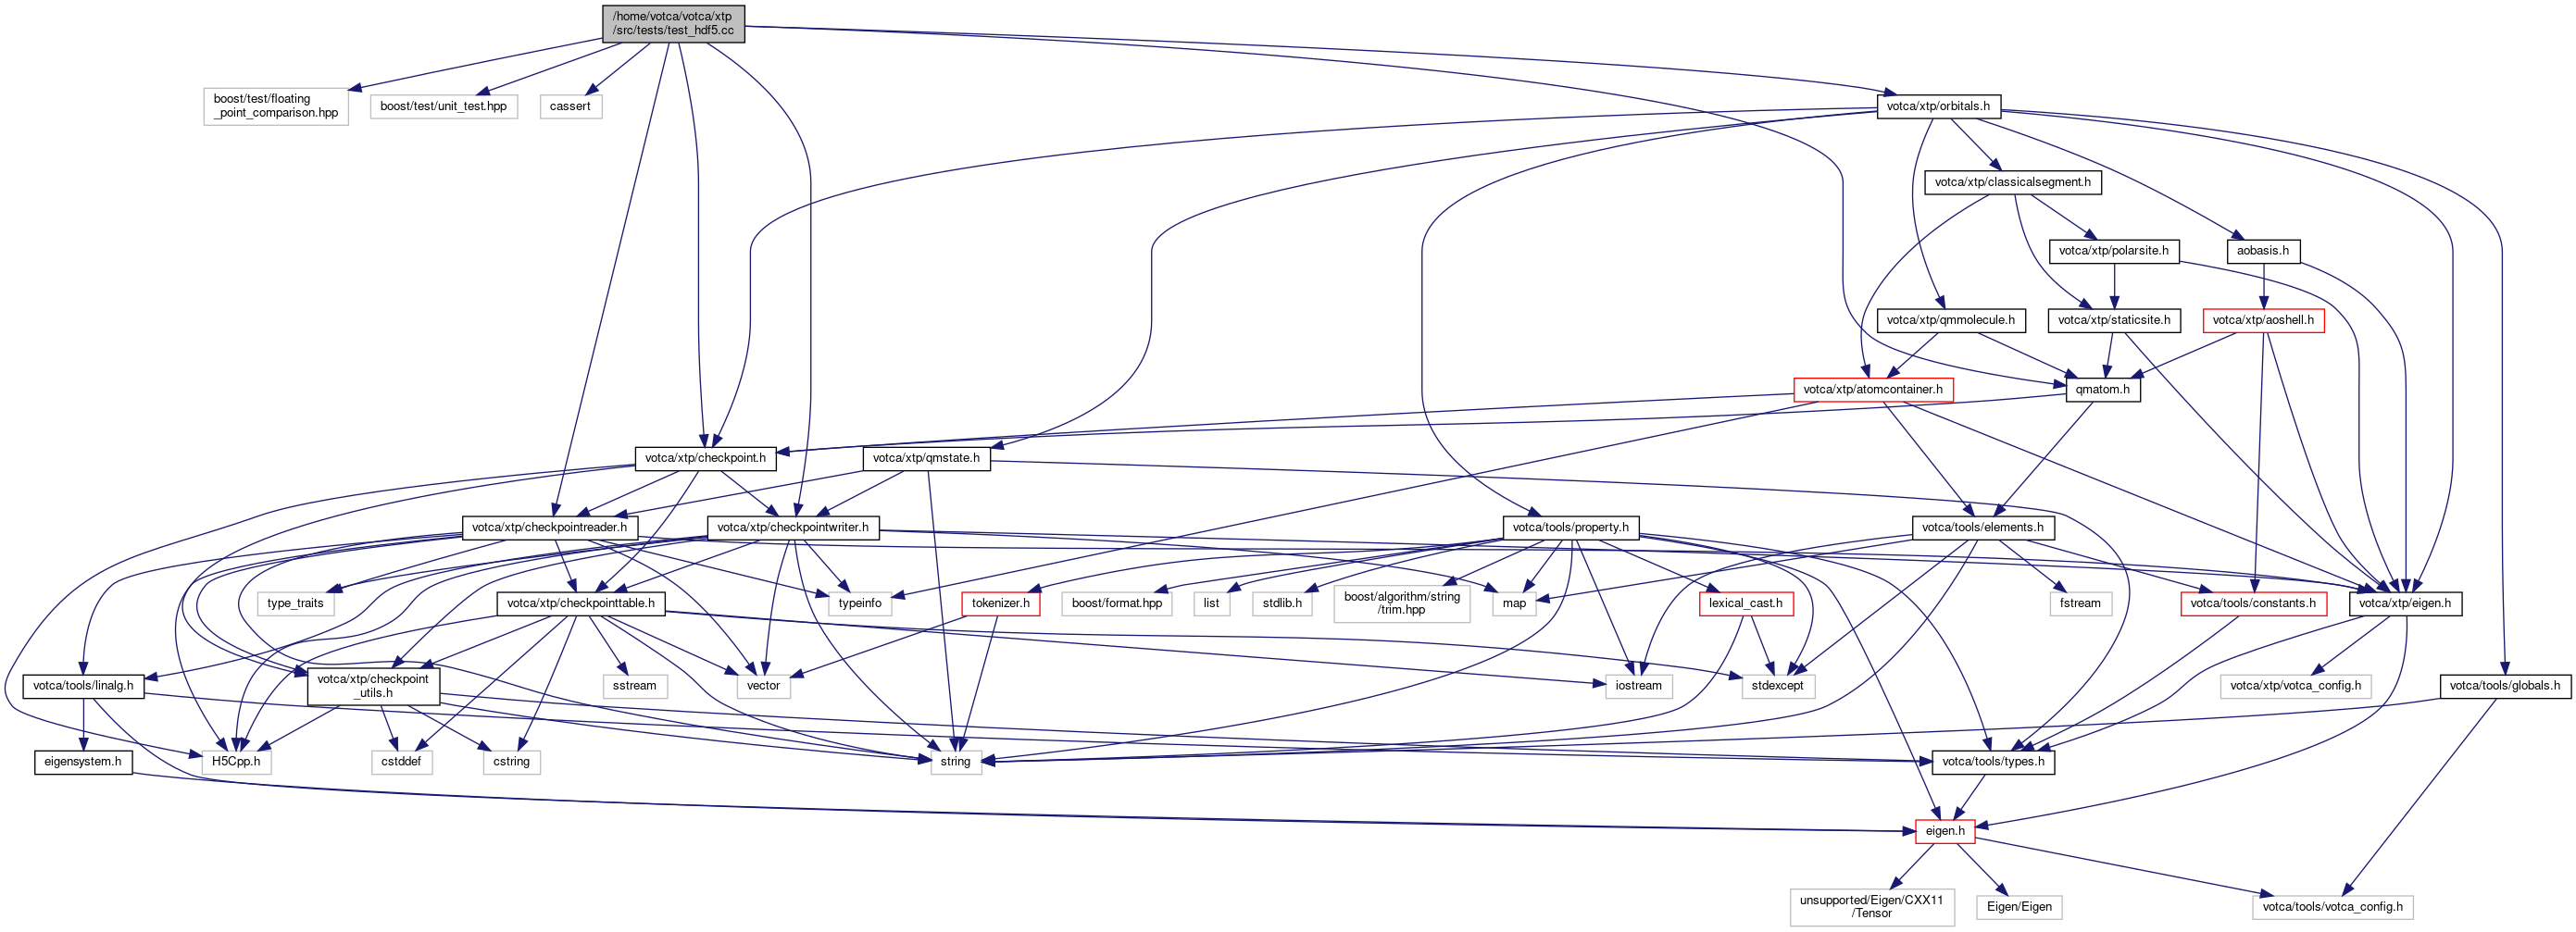 /home/votca/votca/xtp
/src/tests/test_hdf5.cc
boost/test/floating
_point_comparison.hpp
boost/test/unit_test.hpp
cassert
votca/xtp/orbitals.h
votca/xtp/classicalsegment.h
votca/xtp/polarsite.h
aobasis.h
votca/xtp/qmmolecule.h
votca/xtp/staticsite.h
votca/xtp/aoshell.h
votca/xtp/atomcontainer.h
qmatom.h
votca/xtp/checkpoint.h
votca/xtp/qmstate.h
votca/xtp/checkpointreader.h
votca/xtp/checkpointwriter.h
votca/tools/property.h
votca/tools/elements.h
type_traits
votca/xtp/checkpointtable.h
typeinfo
tokenizer.h
boost/format.hpp
list
stdlib.h
boost/algorithm/string
/trim.hpp
map
lexical_cast.h
fstream
votca/tools/constants.h
votca/xtp/eigen.h
votca/tools/linalg.h
votca/xtp/checkpoint
_utils.h
sstream
vector
iostream
stdexcept
votca/xtp/votca_config.h
votca/tools/globals.h
eigensystem.h
H5Cpp.h
cstddef
cstring
string
votca/tools/types.h
eigen.h
unsupported/Eigen/CXX11
/Tensor
Eigen/Eigen
votca/tools/votca_config.h